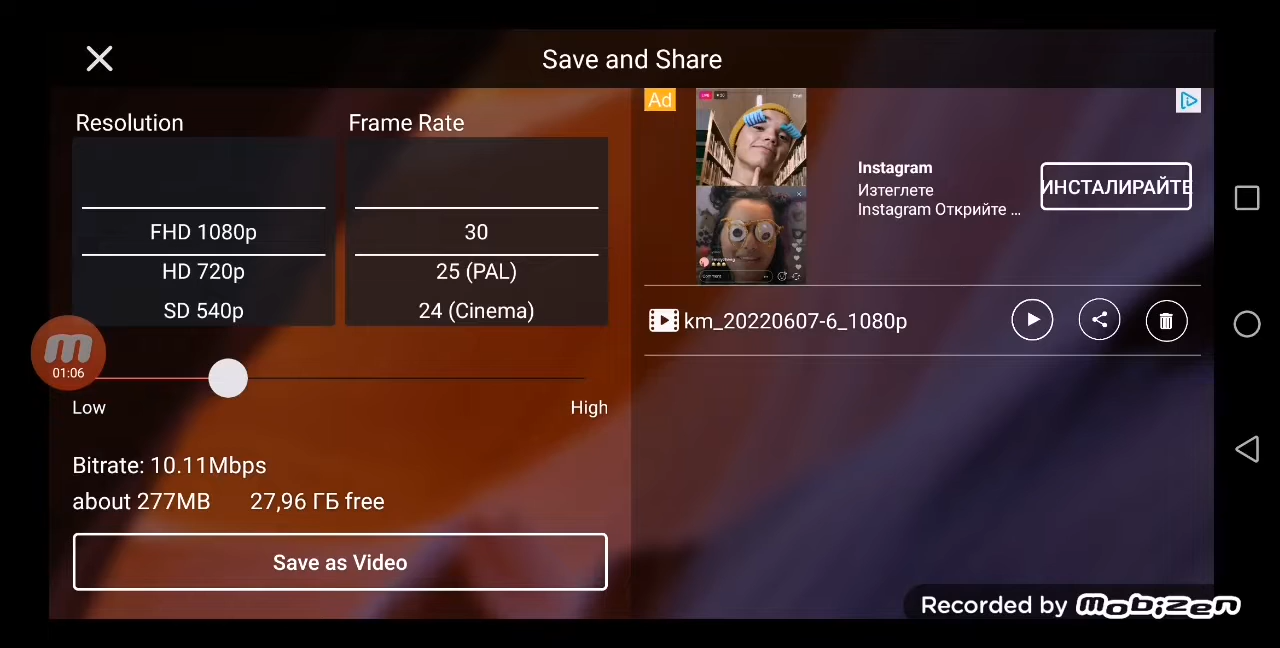 Save and Share
Resolution
Frame Rate
FHD 1080p
HD 720p
SD 540p
30
25 (PAL)
24 (Cinema)
01:06
Low
High
Bitrate: 10.11Mbps
about 277MB
27,96 ГБ free
Save as Video
Ad
Instagram
Изтеглете
Instagram Открийте ...
ИНСТАЛИРАЙТЕ
km_20220607-6_1080p
Recorded by mobizen